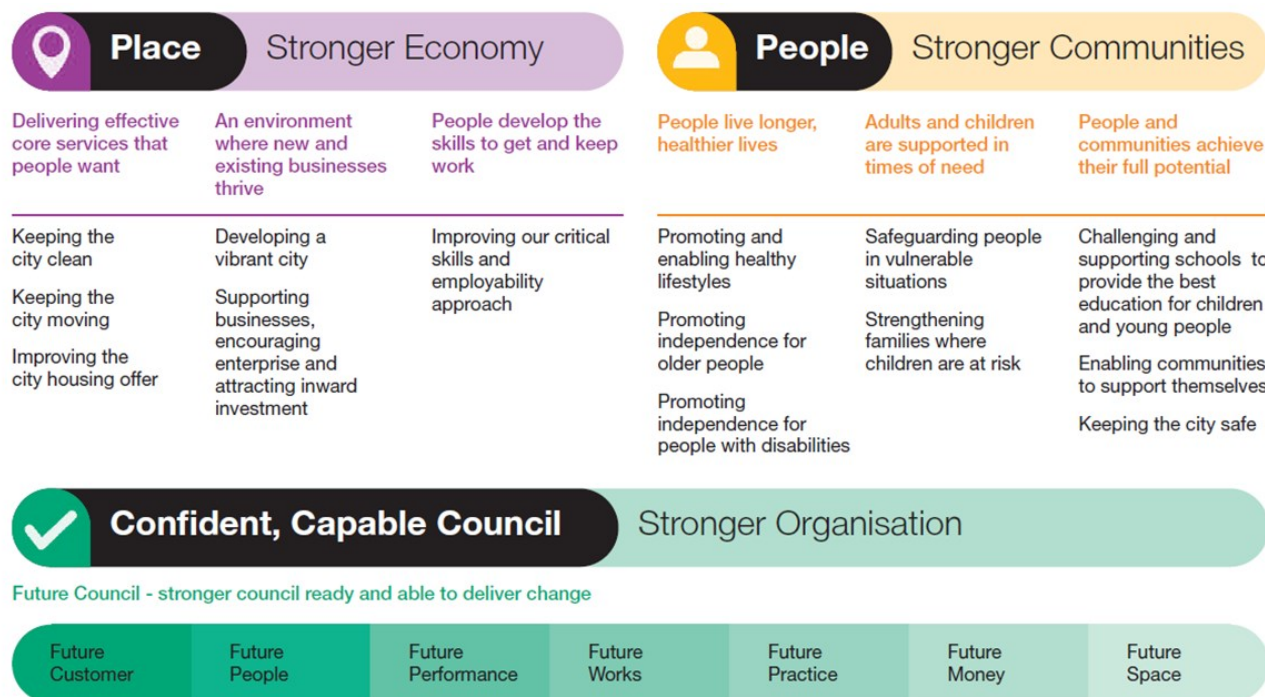 Place Stronger Economy
Delivering effective
core services that
people want
Keeping the
city clean
Keeping the
city moving
Improving the
city housing offer
An environment
where new and
existing businesses
thrive
Developing a
vibrant city
Supporting
businesses,
encouraging
enterprise and
attracting inward
investment
People develop the
skills to get and keep
work
Improving our critical
skills and
employability
approach
People Stronger Communities
People live longer,
healthier lives
Promoting and
enabling healthy
lifestyles
Promoting
independence for
older people
Promoting
independence for
people with disabilities
Adults and children
are supported in
times of need
Safeguarding people
in vulnerable
situations
Strengthening
families where
children are at risk
People and
communities achieve
their full potential
Challenging and
supporting schools to
provide the best
education for children
and young people
Enabling communities
to support themselves
Keeping the city safe
Confident, Capable Council Stronger Organisation
Future Council - stronger council ready and able to deliver change
Future
Customer
Future
People
Future
Performance
Future
Works
Future
Practice
Future
Money
Future
Space